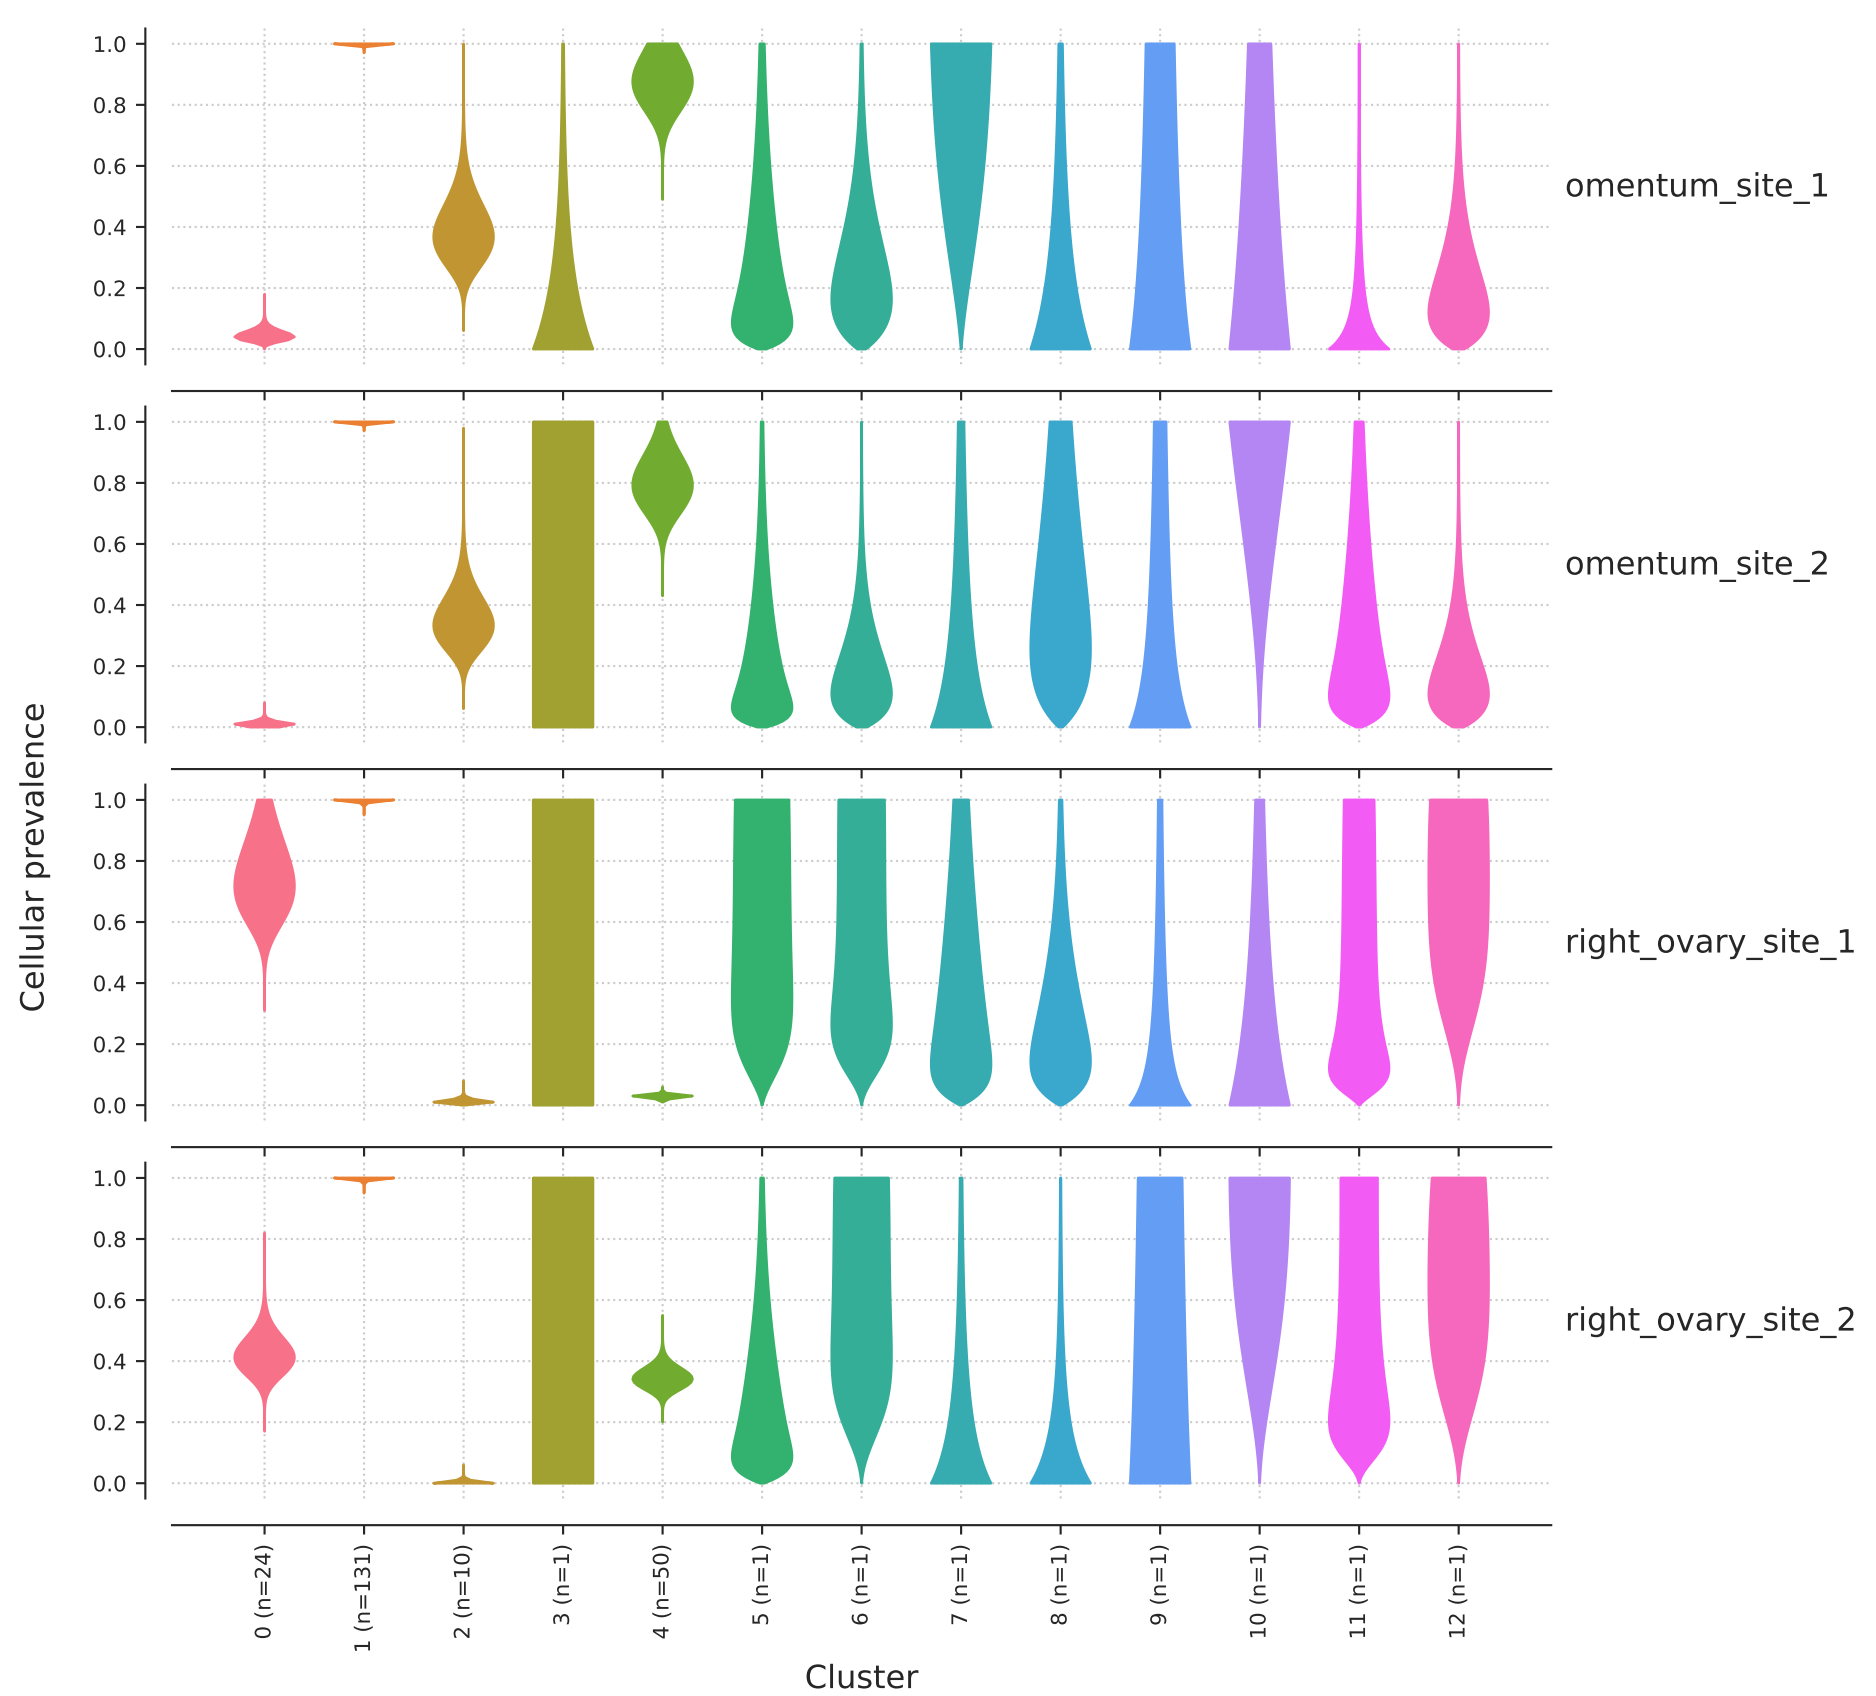 1.0
0.8
0.6
0.4
0.2
0.0
omentum_site_1
1.0
0.8
0.6
0.4
0.2
0.0
omentum_site_2
Cellular prevalence
1.0
0.8
0.6
0.4
0.2
0.0
right_ovary_site_1
1.0
0.8
0.6
0.4
0.2
0.0
right_ovary_site_2
0 (n=24)
1 (n=131)
2 (n=10)
3 (n=1)
4 (n=50)
5 (n=1)
6 (n=1)
7 (n=1)
8 (n=1)
9 (n=1)
10 (n=1)
11 (n=1)
12 (n=1)
Cluster